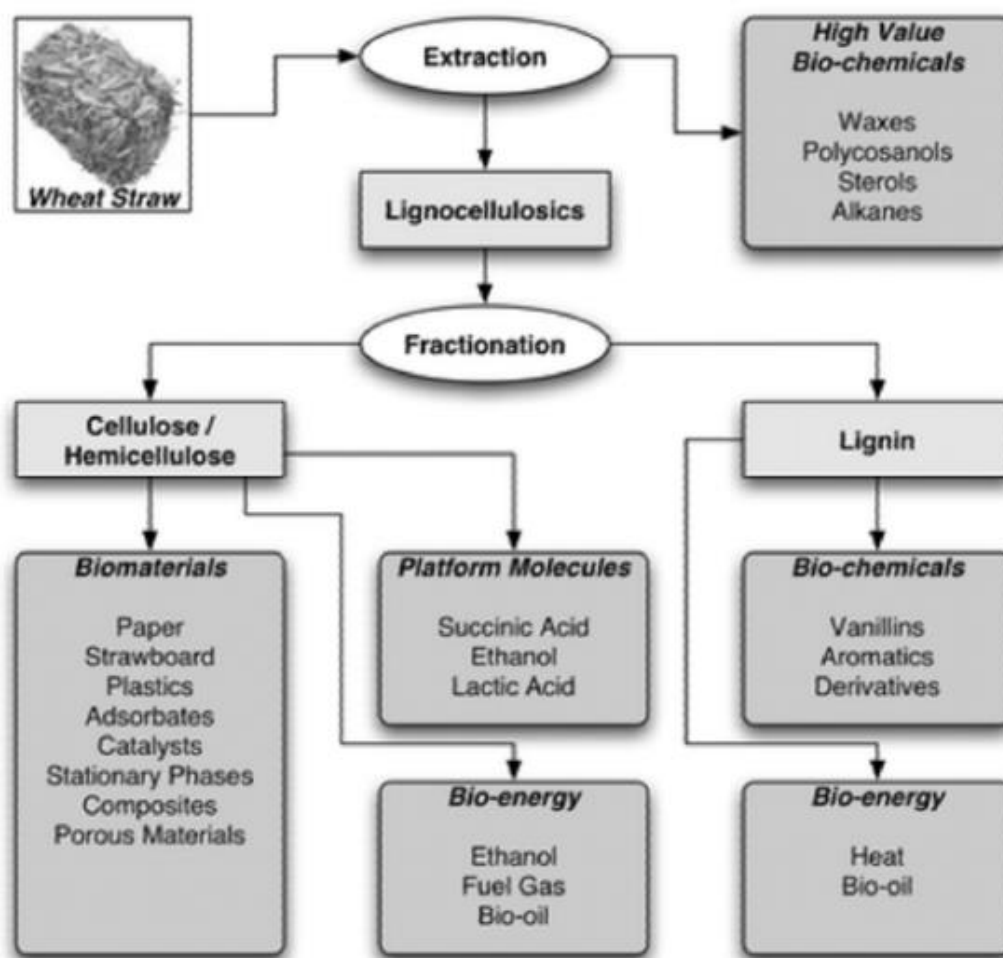 Wheat Straw
Extraction
High Value
Bio-chemicals
Waxes
Polycosanols
Sterols
Alkanes
Lignocellulosics
Fractionation
Cellulose /
Hemicellulose
Lignin
Biomaterials
Paper
Strawboard
Plastics
Adsorbates
Catalysts
Stationary Phases
Composites
Porous Materials
Platform Molecules
Succinic Acid
Ethanol
Lactic Acid
Bio-chemicals
Vanillins
Aromatics
Derivatives
Bio-energy
Ethanol
Fuel Gas
Bio-oil
Bio-energy
Heat
Bio-oil